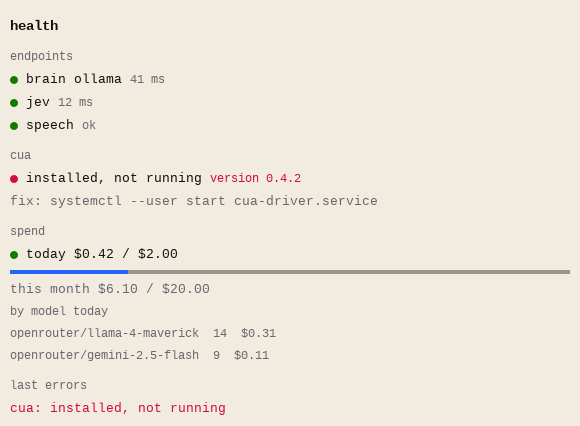 health
endpoints
brain ollama 41 ms
jev 12 ms
speech ok
cua
installed, not running version 0.4.2
fix: systemctl --user start cua-driver.service
spend
today $0.42 / $2.00
this month $6.10 / $20.00
by model today
openrouter/llama-4-maverick 14 $0.31
openrouter/gemini-2.5-flash 9 $0.11
last errors
cua: installed, not running